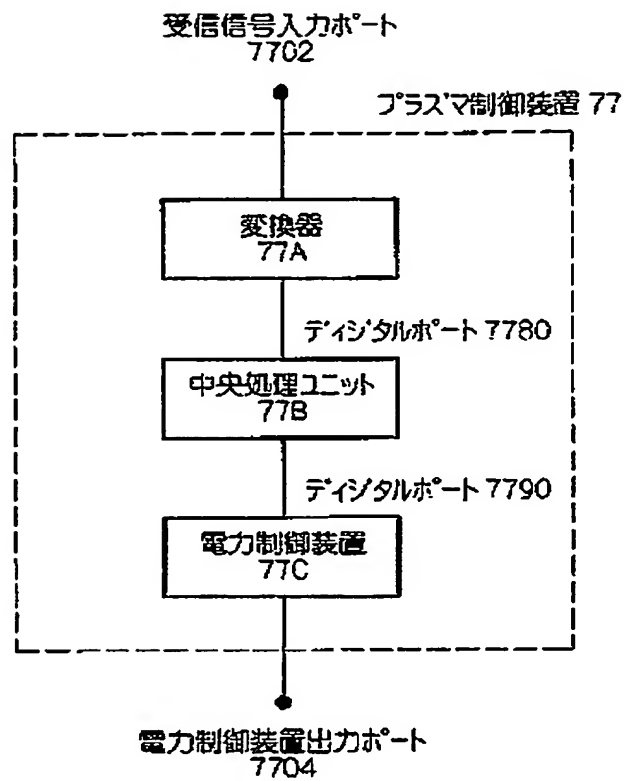 受信信号入力ポート
7702
プラズマ制御装置 77
変換器
77A
ディジタルポート 7780
中央処理ユニット
77B
ディジタルポート 7790
電力制御装置
77C
電力制御装置出力ポート
7704